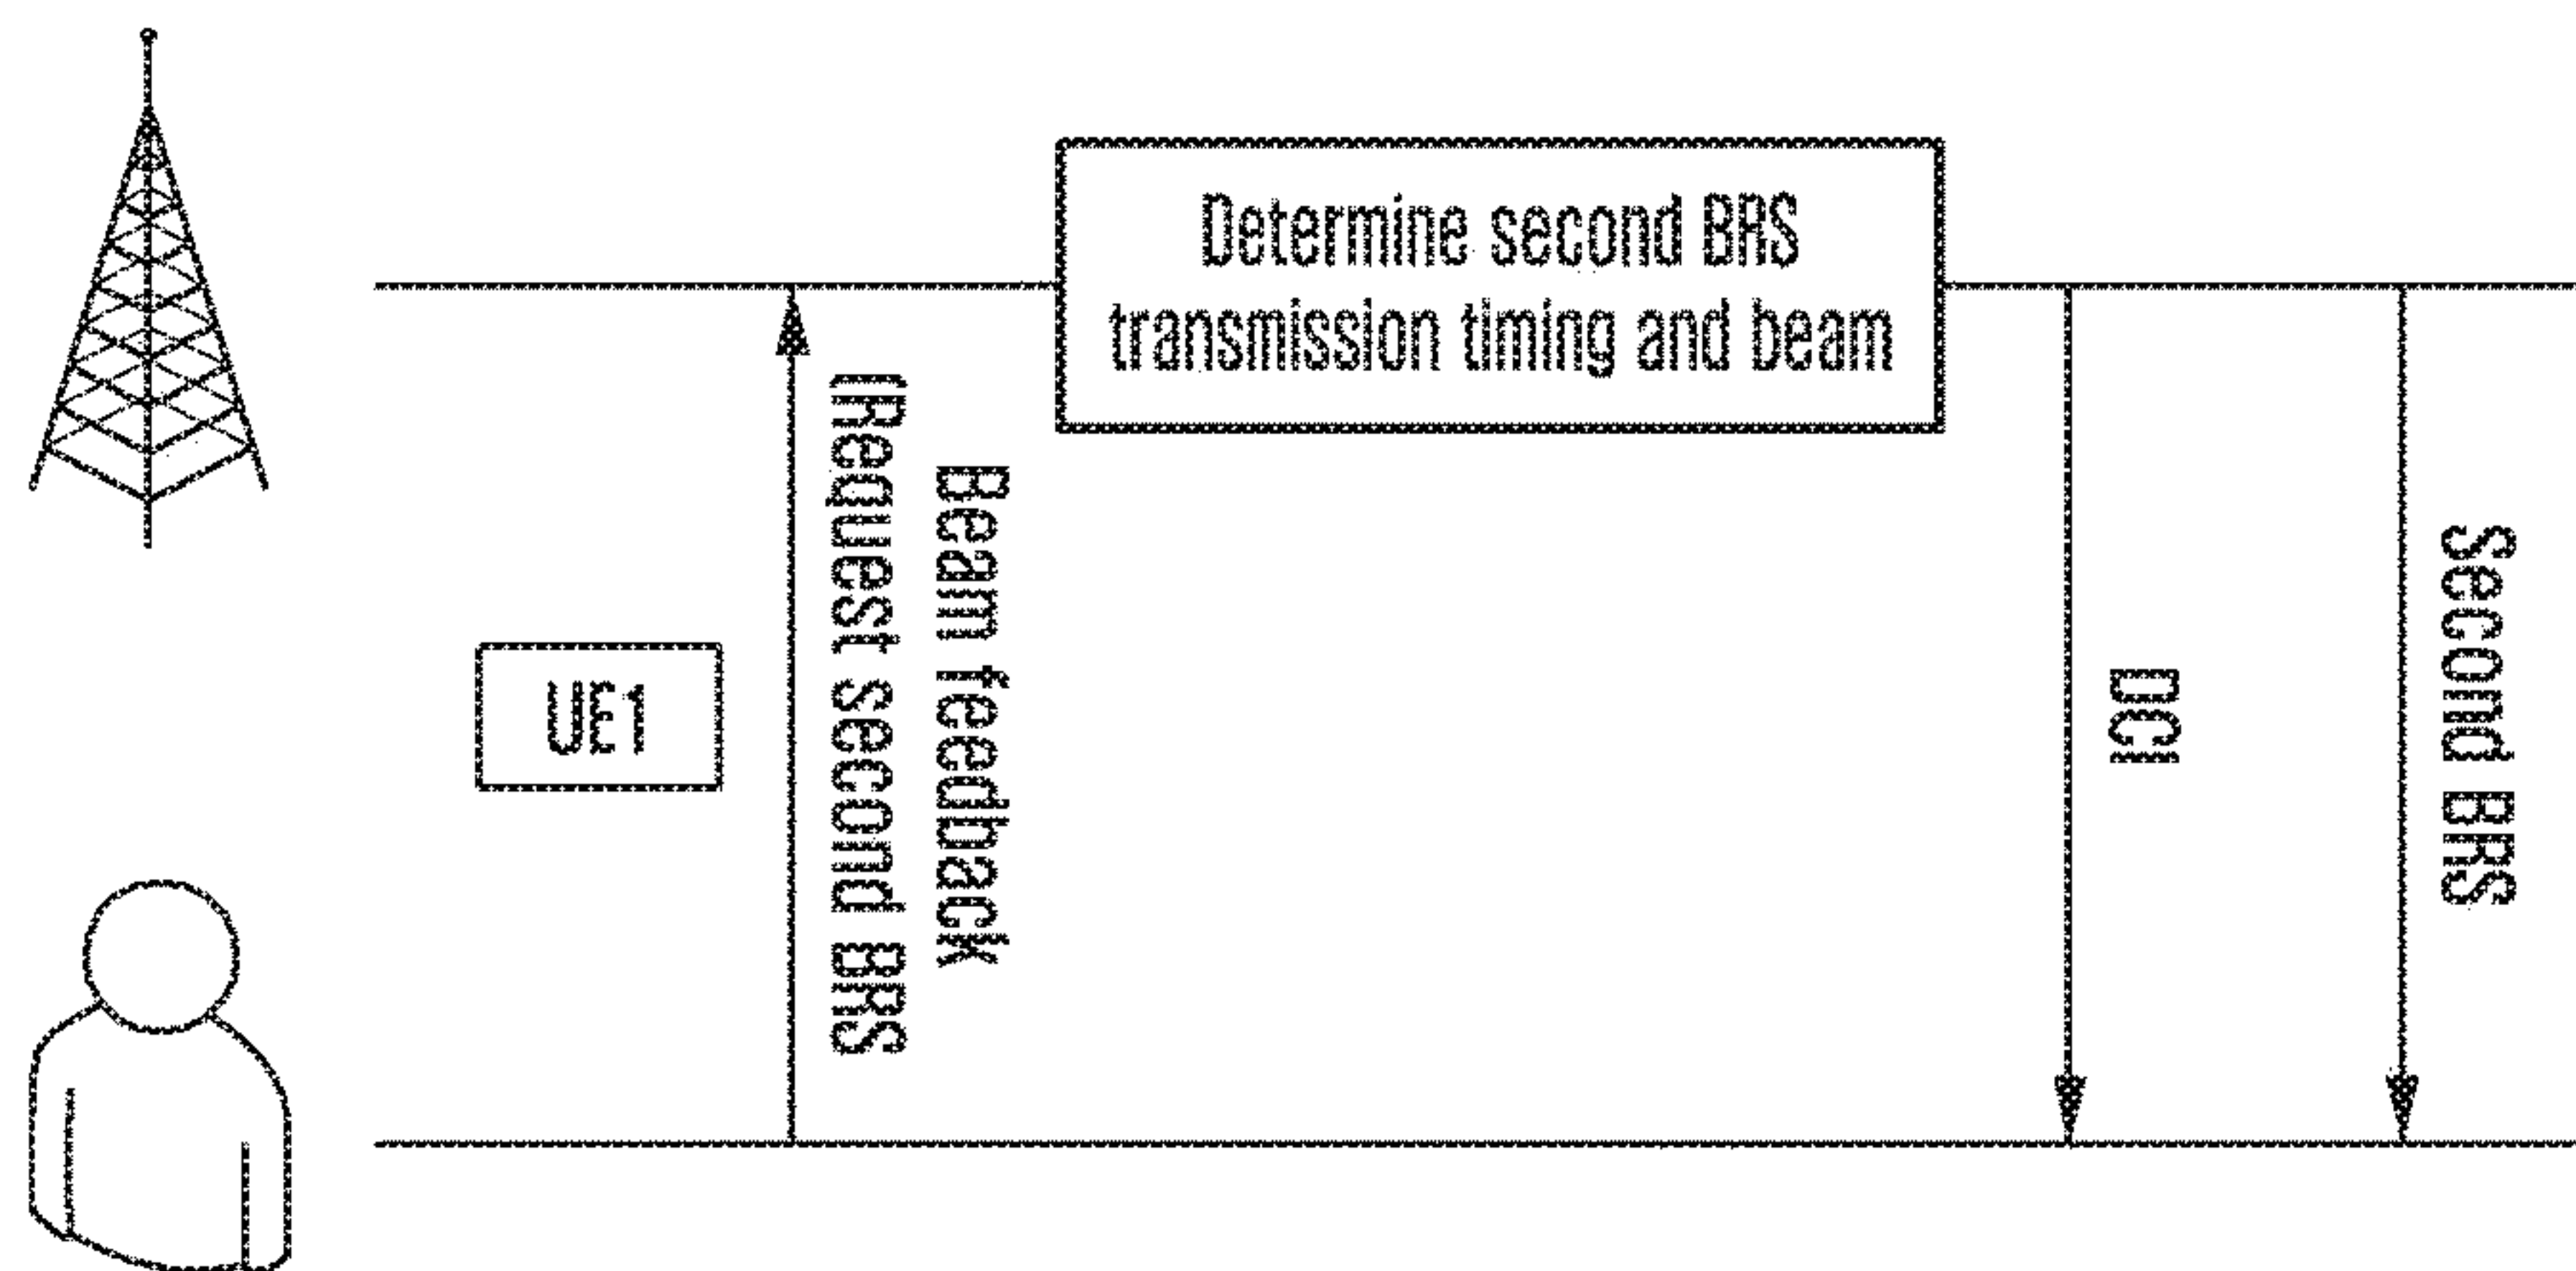 Determine second BRS
transmission timing and beam
UE1
Beam feedback
(Request second BRS
DCI
Second BRS